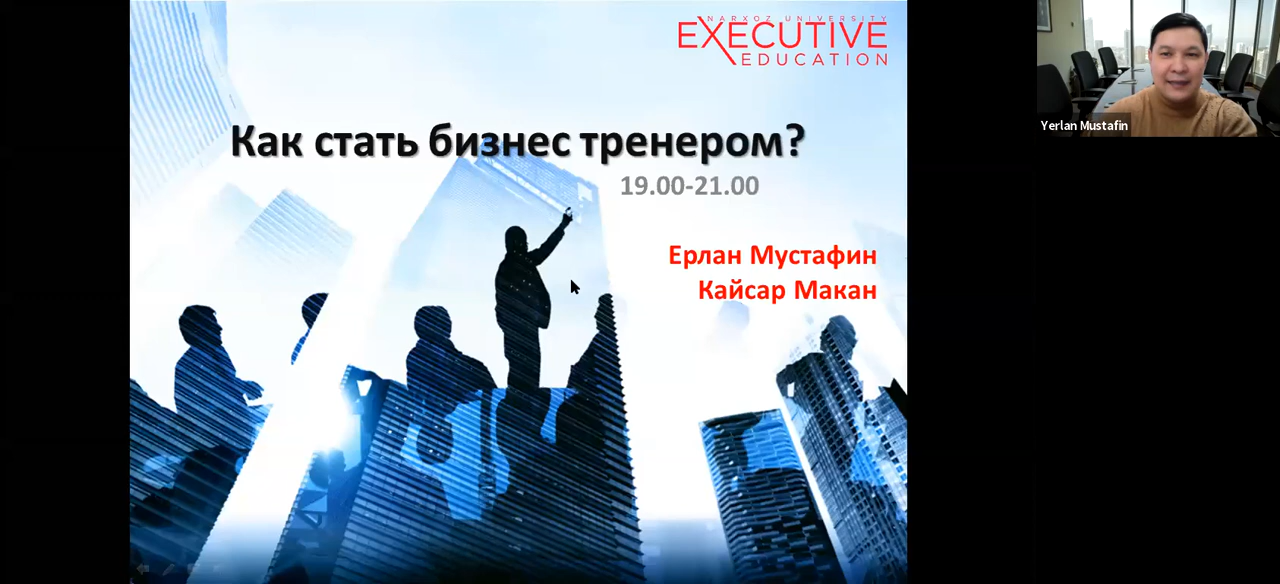 NARXOZ UNIVERSITY
EXECUTIVE
EDUCATION
Как стать бизнес тренером?
19.00-21.00
Ерлан Мустафин
Кайсар Макан
Yerlan Mustafin